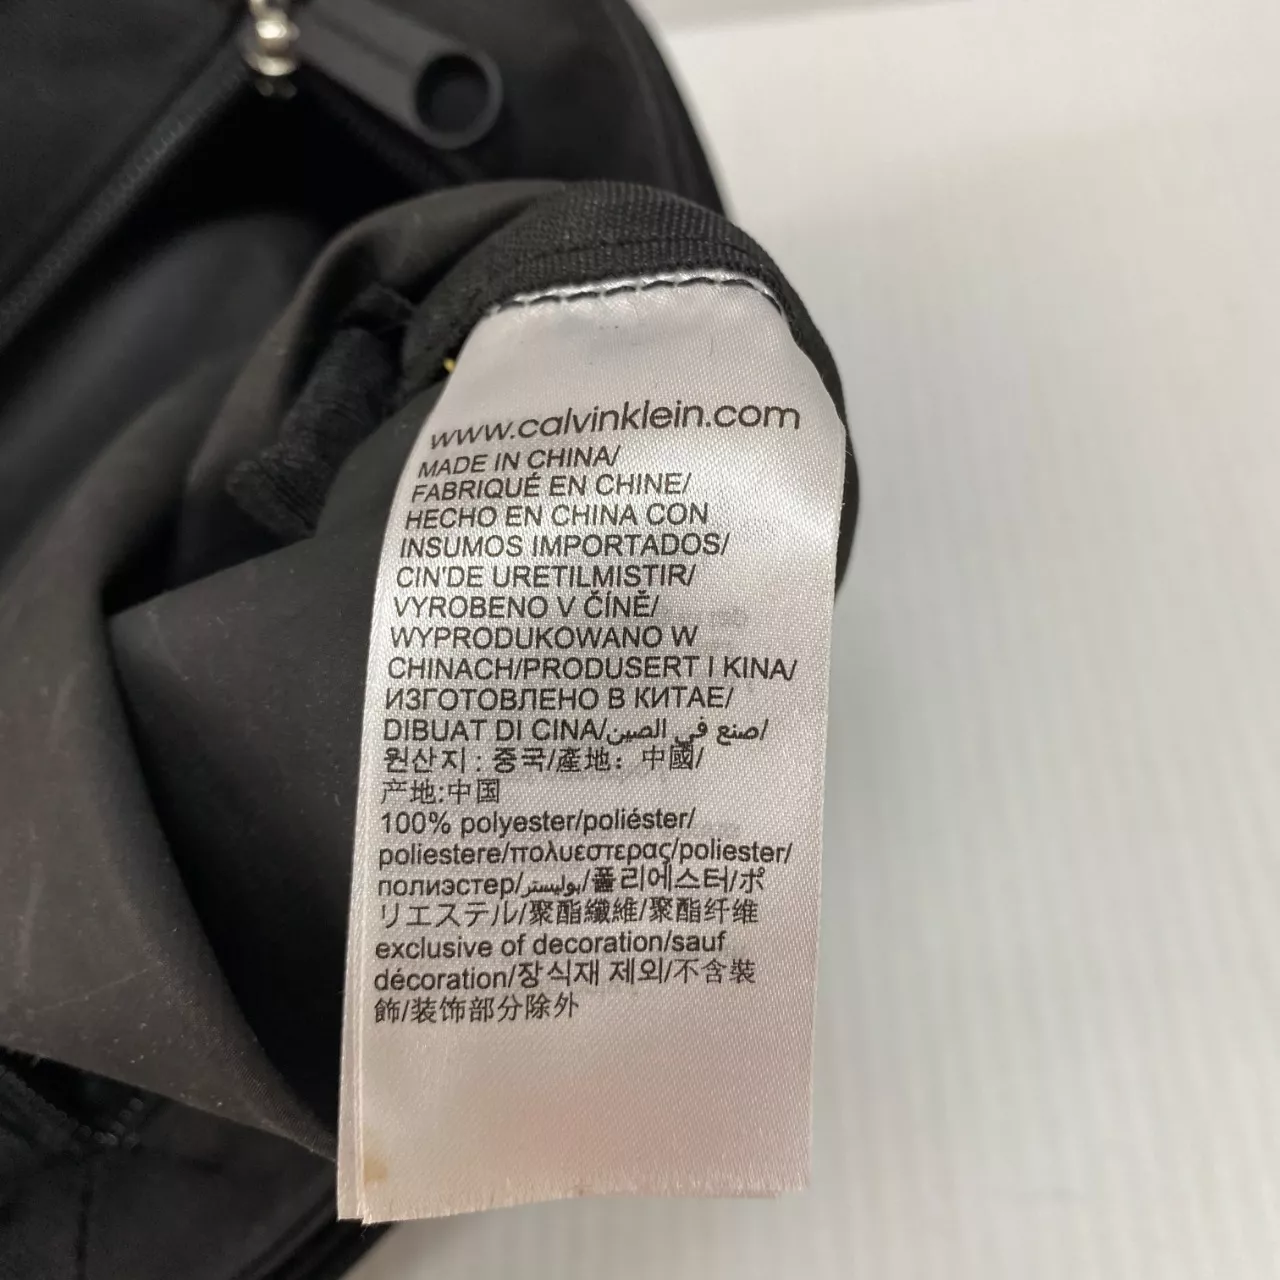 www.calvinklein.com
MADE IN CHINA/
FABRIQUÉ EN CHINE/
HECHO EN CHINA CON
INSUMOS IMPORTADOS/
CIN'DE URETILMISTIR/
VYROBENO V ČÍNĚ/
WYPRODUKOWANO W
CHINACH/PRODUSERT I KINA/
ИЗГОТОВЛЕНО В КИТАЕ/
DIBUAT DI CINA/صنع في الصين/
원산지 : 중국/產地：中國/
产地:中国
100% polyester/poliéster/
poliestere/πολυεστερας/poliester/
полиэстер/بوليستر/폴리에스터/ポ
リエステル/聚酯纖維/聚酯纤维
exclusive of decoration/sauf
décoration/장식재 제외/不含裝
飾/装饰部分除外